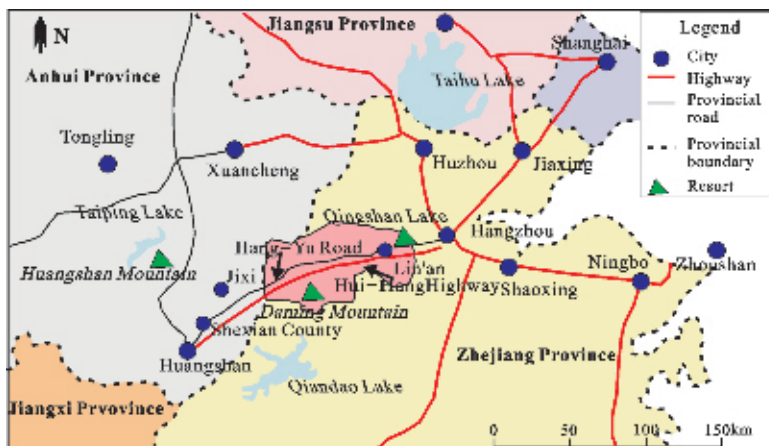 Jiangsu Province
Legend
N
Shanghai
City
Anhui Province
Taihu Lake
Highway
Provincial
road
Tongling
Provincial
boundary
Xuancheng
Huzhou
Jiaxing
Resort
Taiping Lake
Qingshan Lake
Hangzhou
Hang-Yu Road
Huangshan Mountain
Lin'an
Ningbo
Zhoushan
Jixi
Hui-HangHighway
Shaoxing
Daming Mountain
Shexian County
Huangshan
Zhejiang Province
Qiandao Lake
Jiangxi Prvovince
0 50 100 150km